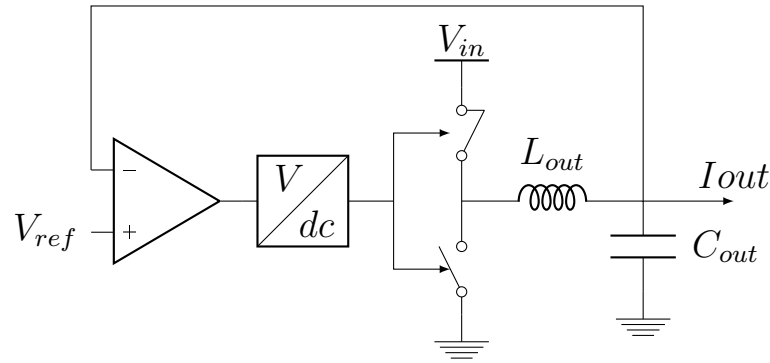 V_in
L_out
Iout
V
dc
−
+
V_ref
C_out